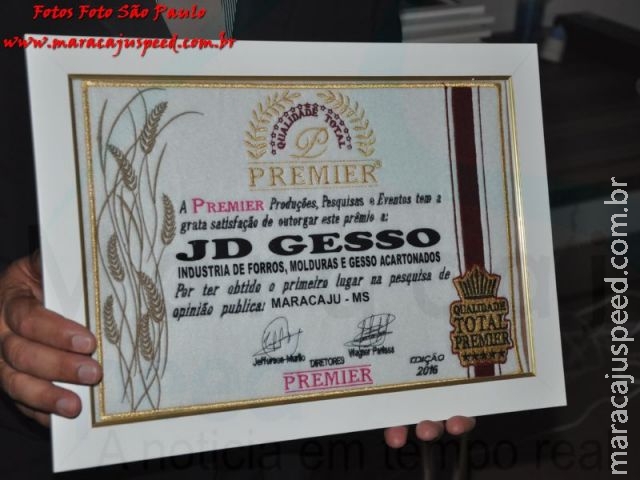 Fotos Foto São Paulo
www.maracajuspeed.com.br
QUALIDADE TOTAL
P
PREMIER
A PREMIER Produções, Pesquisas e Eventos tem a
grata satisfação de outorgar este prêmio a:
JD GESSO
INDUSTRIA DE FORROS, MOLDURAS E GESSO ACARTONADOS
Por ter obtido o primeiro lugar na pesquisa de
opinião publica: MARACAJU - MS
QUALIDADE
TOTAL
PREMIER
Jefferson Murilo
DIRETORES
Wagner
EDIÇÃO
2016
PREMIER
A notícia em tempo real
maracajuspeed.com.br